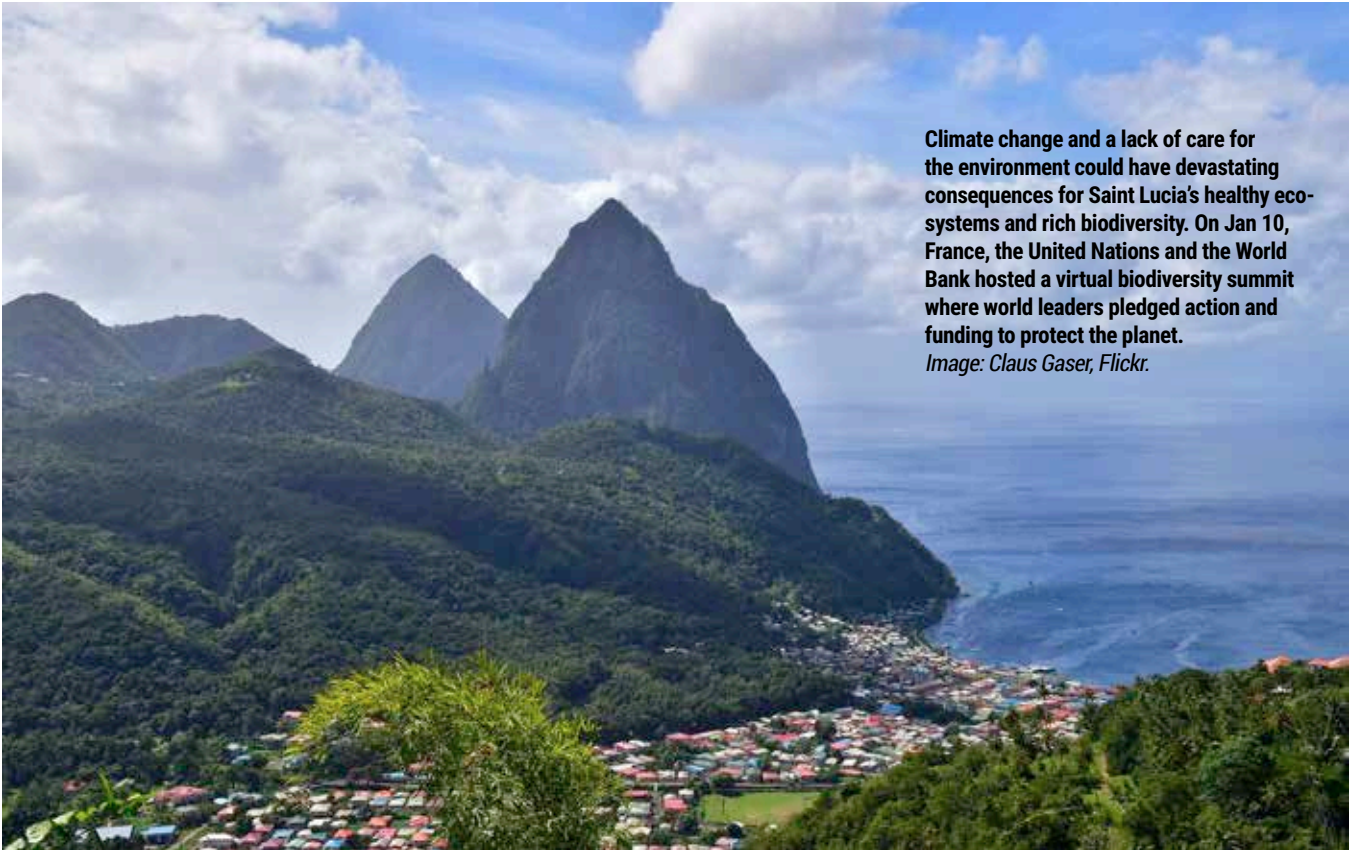 Climate change and a lack of care for
the environment could have devastating
consequences for Saint Lucia's healthy eco-
systems and rich biodiversity. On Jan 10,
France, the United Nations and the World
Bank hosted a virtual biodiversity summit
where world leaders pledged action and
funding to protect the planet.
Image: Claus Gaser, Flickr.